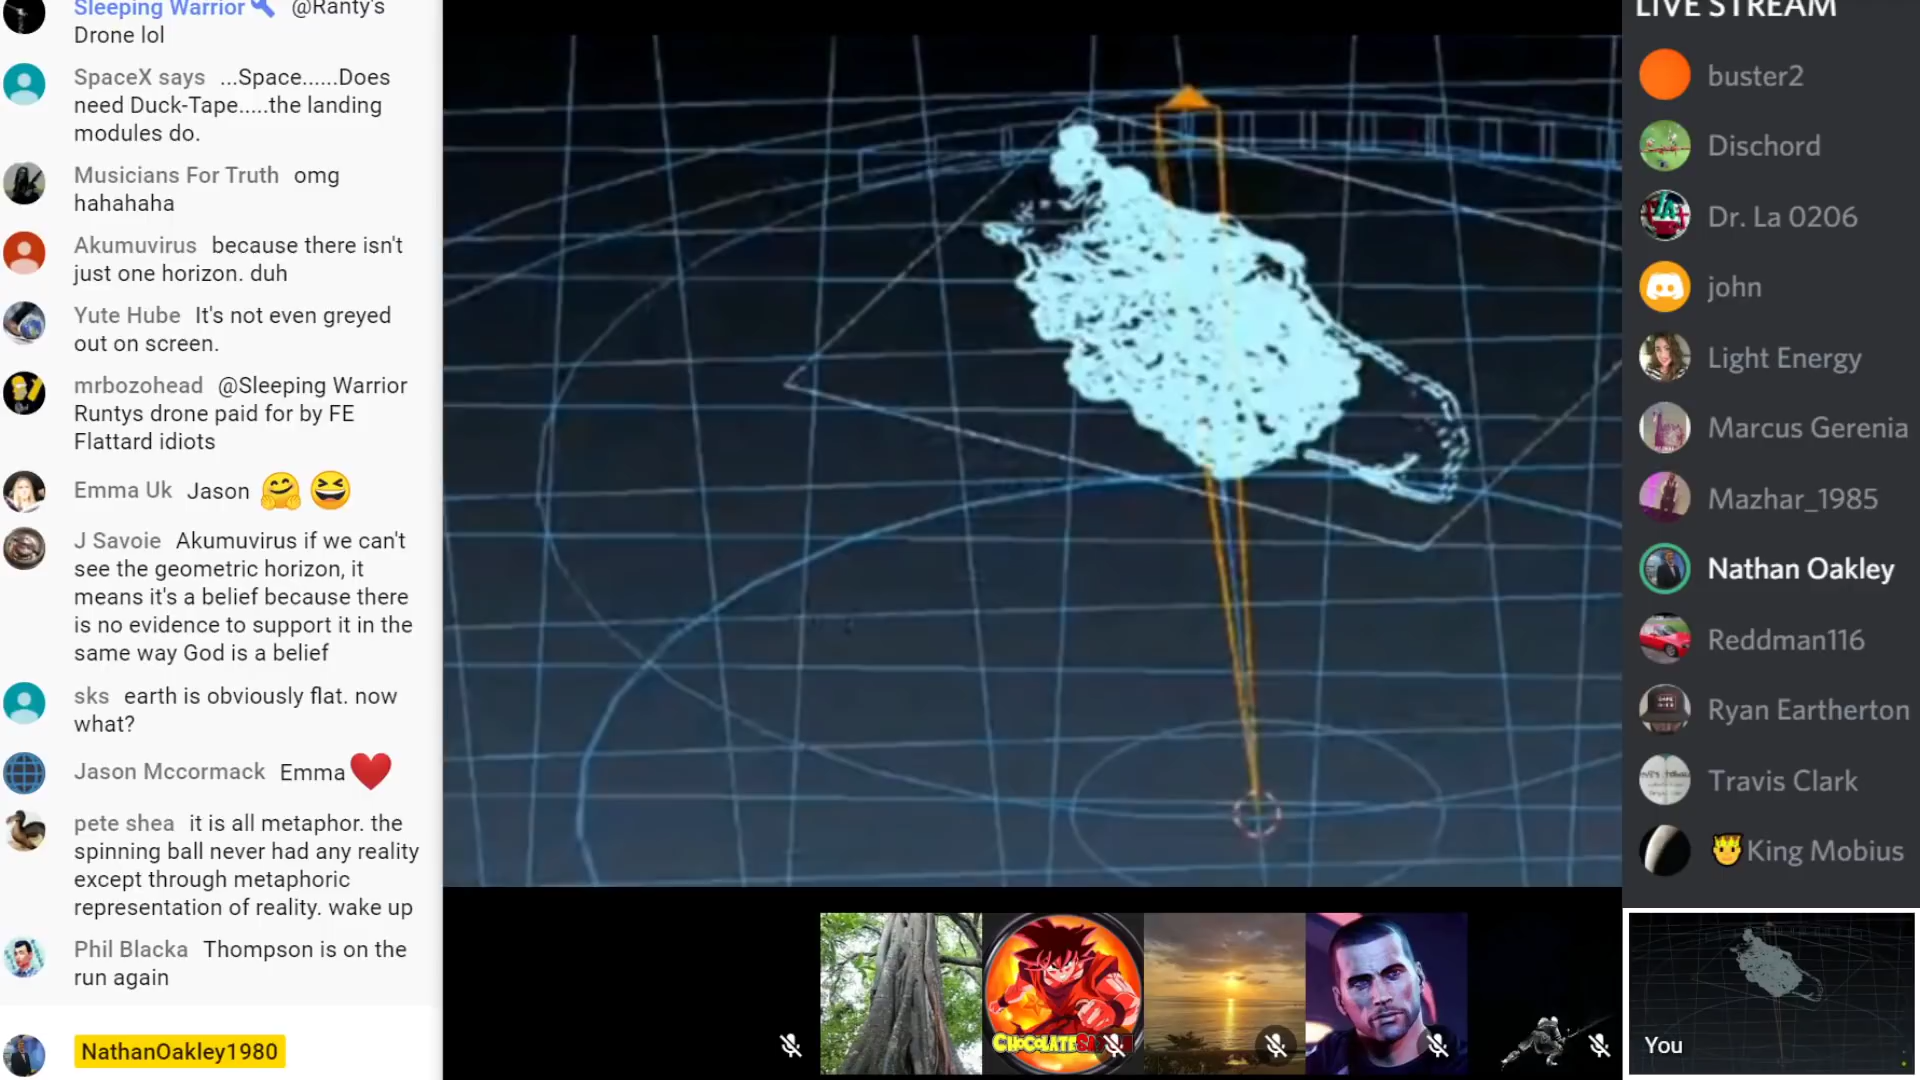 Sleeping Warrior @Ranty's
Drone lol
SpaceX says ...Space......Does
need Duck-Tape.....the landing
modules do.
Musicians For Truth omg
hahahaha
Akumuvirus because there isn't
just one horizon. duh
Yute Hube It's not even greyed
out on screen.
mrbozohead @Sleeping Warrior
Runtys drone paid for by FE
Flattard idiots
Emma Uk Jason
J Savoie Akumuvirus if we can't
see the geometric horizon, it
means it's a belief because there
is no evidence to support it in the
same way God is a belief
sks earth is obviously flat. now
what?
Jason Mccormack Emma
pete shea it is all metaphor. the
spinning ball never had any reality
except through metaphoric
representation of reality. wake up
Phil Blacka Thompson is on the
run again
NathanOakley1980
LIVE STREAM
buster2
Dischord
Dr. La 0206
john
Light Energy
Marcus Gerenia
Mazhar_1985
Nathan Oakley
Reddman116
Ryan Eartherton
Travis Clark
King Mobius
You